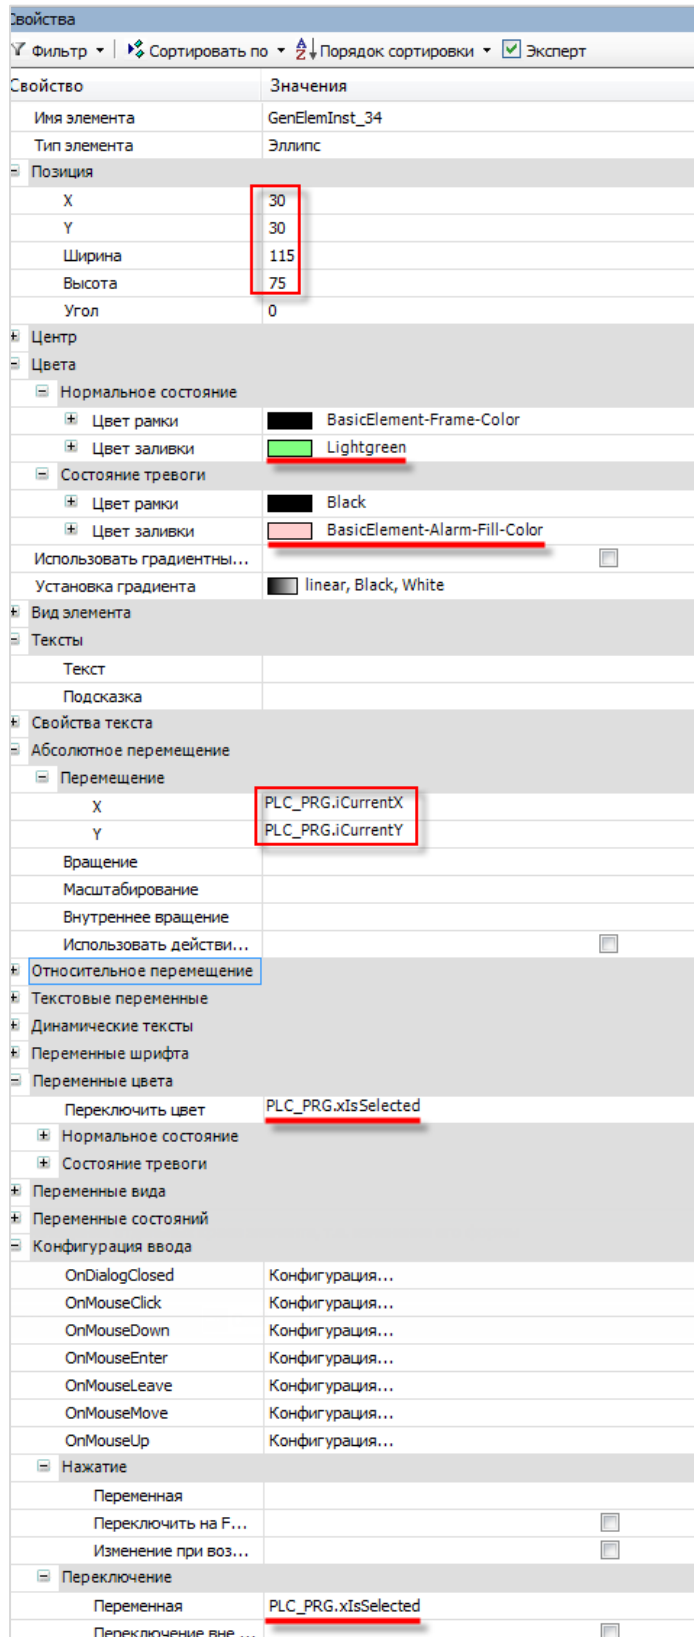 Свойства
Фильтр Сортировать по Порядок сортировки Эксперт
Свойство Значения
Имя элемента GenElemInst_34
Тип элемента Эллипс
Позиция
X 30
Y 30
Ширина 115
Высота 75
Угол 0
Центр
Цвета
Нормальное состояние
Цвет рамки BasicElement-Frame-Color
Цвет заливки Lightgreen
Состояние тревоги
Цвет рамки Black
Цвет заливки BasicElement-Alarm-Fill-Color
Использовать градиентны...
Установка градиента linear, Black, White
Вид элемента
Тексты
Текст
Подсказка
Свойства текста
Абсолютное перемещение
Перемещение
X PLC_PRG.iCurrentX
Y PLC_PRG.iCurrentY
Вращение
Масштабирование
Внутреннее вращение
Использовать действи...
Относительное перемещение
Текстовые переменные
Динамические тексты
Переменные шрифта
Переменные цвета
Переключить цвет PLC_PRG.xIsSelected
Нормальное состояние
Состояние тревоги
Переменные вида
Переменные состояний
Конфигурация ввода
OnDialogClosed Конфигурация...
OnMouseClick Конфигурация...
OnMouseDown Конфигурация...
OnMouseEnter Конфигурация...
OnMouseLeave Конфигурация...
OnMouseMove Конфигурация...
OnMouseUp Конфигурация...
Нажатие
Переменная
Переключить на F...
Изменение при воз...
Переключение
Переменная PLC_PRG.xIsSelected
Переключение вне ...